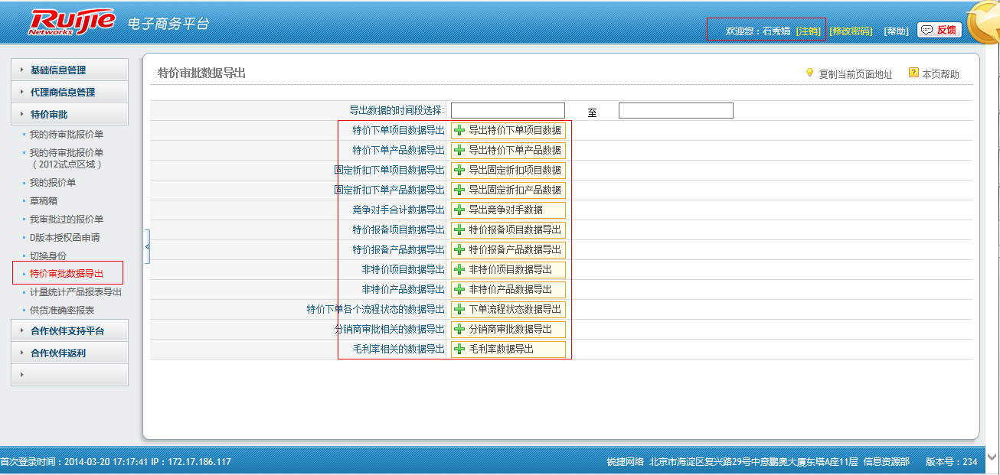 Ruijie
Networks
电子商务平台
欢迎您：石秀娟 [注销] [修改密码] [帮助] 反馈
基础信息管理
代理商信息管理
特价审批
我的待审批报价单
我的待审批报价单
（2012试点区域）
我的报价单
草稿箱
我审批过的报价单
D版本授权函申请
切换身份
特价审批数据导出
计量统计产品报表导出
供货准确率报表
合作伙伴支持平台
合作伙伴返利
特价审批数据导出
复制当前页面地址 本页帮助
导出数据的时间段选择: 至
特价下单项目数据导出 导出特价下单项目数据
特价下单产品数据导出 导出特价下单产品数据
固定折扣下单项目数据导出 导出固定折扣项目数据
固定折扣下单产品数据导出 导出固定折扣产品数据
竞争对手合计数据导出 导出竞争对手数据
特价报备项目数据导出 特价报备项目数据导出
特价报备产品数据导出 特价报备产品数据导出
非特价项目数据导出 非特价项目数据导出
非特价产品数据导出 非特价产品数据导出
特价下单各个流程状态的数据导出 下单流程状态数据导出
分销商审批相关的数据导出 分销商审批数据导出
毛利率相关的数据导出 毛利率数据导出
首次登录时间：2014-03-20 17:17:41 IP：172.17.186.117
锐捷网络 北京市海淀区复兴路29号中意鹏奥大厦东塔A座11层 信息资源部 版本号：234